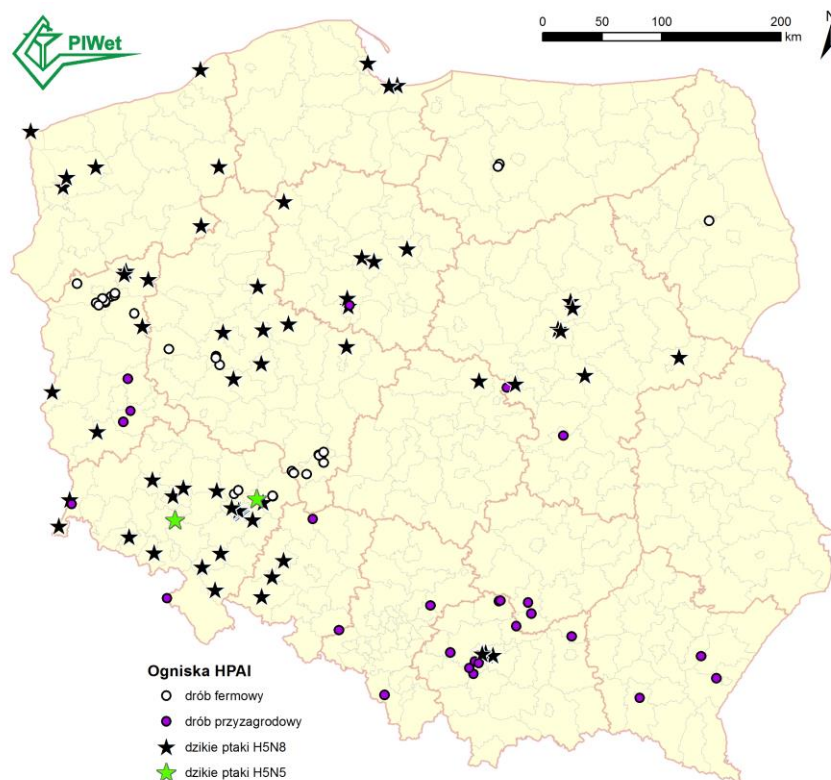 PIWet
0 50 100 200
km
N
Ogniska HPAI
drób fermowy
drób przyzagrodowy
dzikie ptaki H5N8
dzikie ptaki H5N5